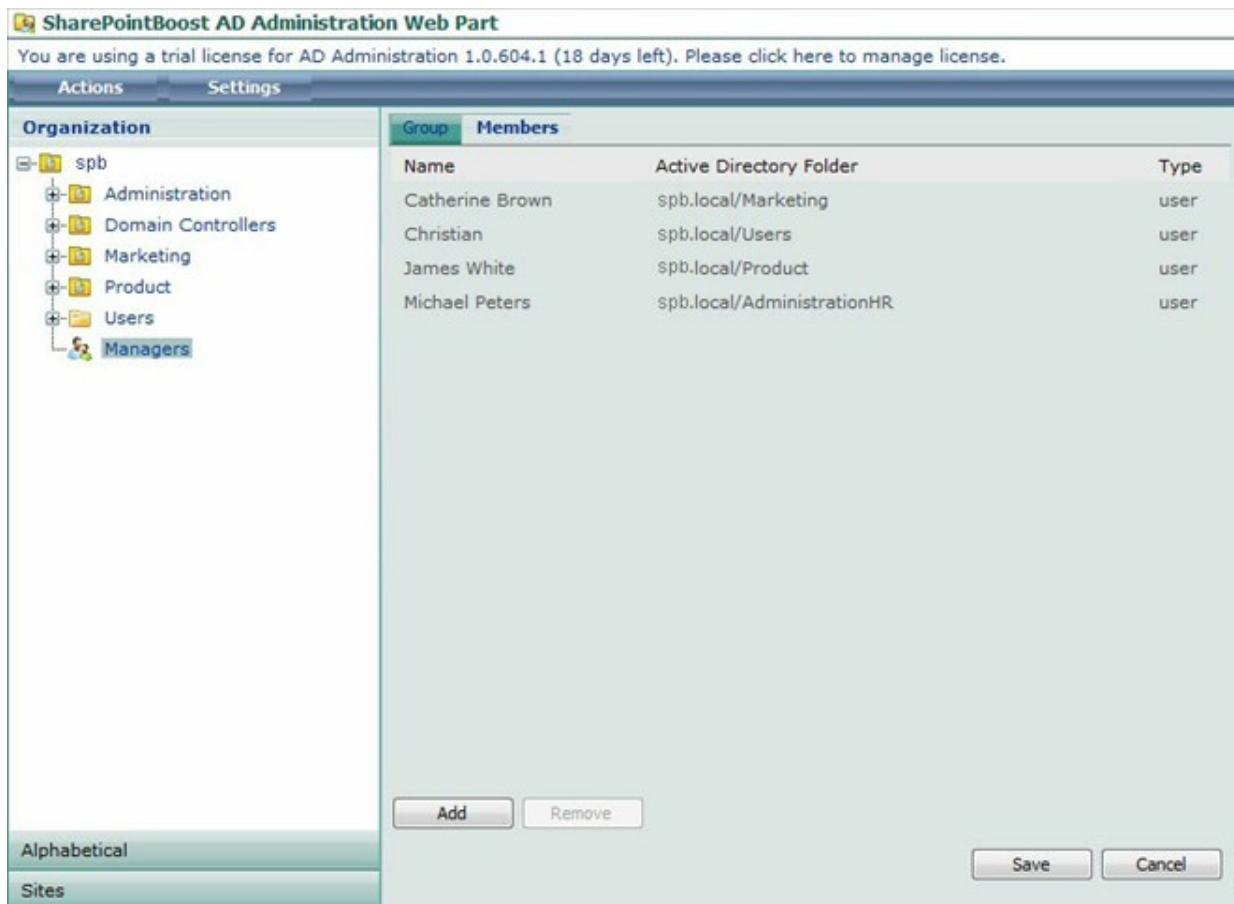 SharePointBoost AD Administration Web Part
You are using a trial license for AD Administration 1.0.604.1 (18 days left). Please click here to manage license.
Actions Settings
Organization
spb
Administration
Domain Controllers
Marketing
Product
Users
Managers
Alphabetical
Sites
Group Members
Name Active Directory Folder Type
Catherine Brown spb.local/Marketing user
Christian spb.local/Users user
James White spb.local/Product user
Michael Peters spb.local/AdministrationHR user
Add Remove
Save Cancel